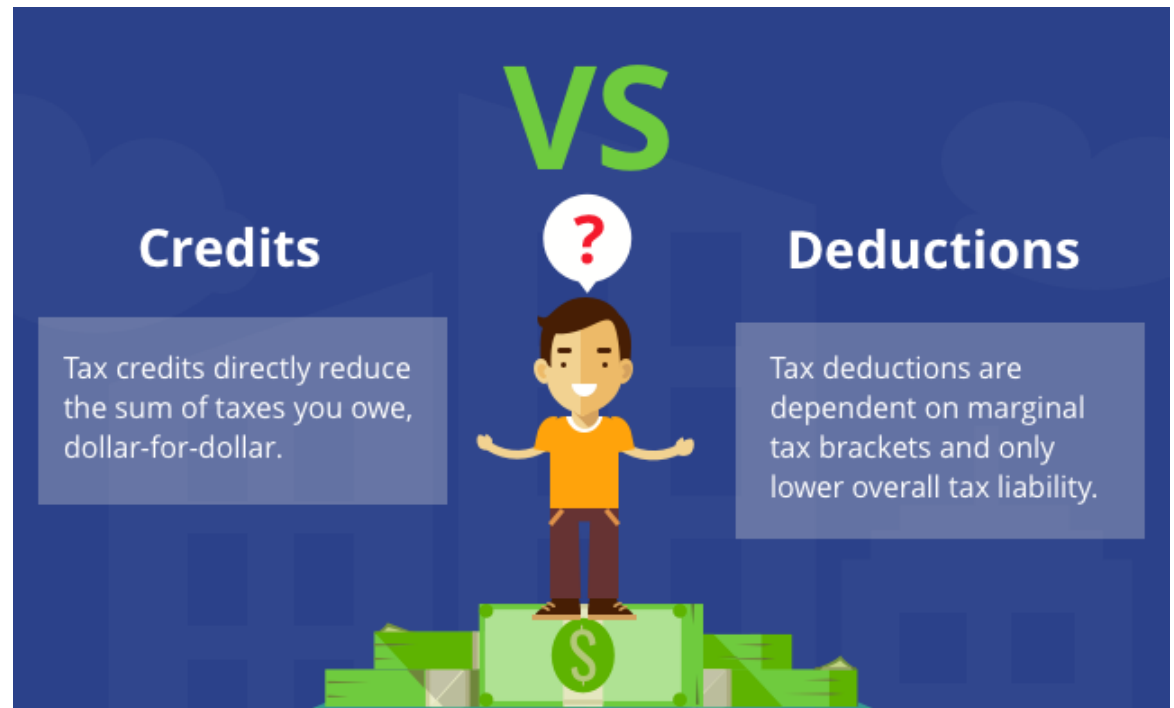 VS
?
Credits
Deductions
Tax credits directly reduce
the sum of taxes you owe,
dollar-for-dollar.
Tax deductions are
dependent on marginal
tax brackets and only
lower overall tax liability.
$